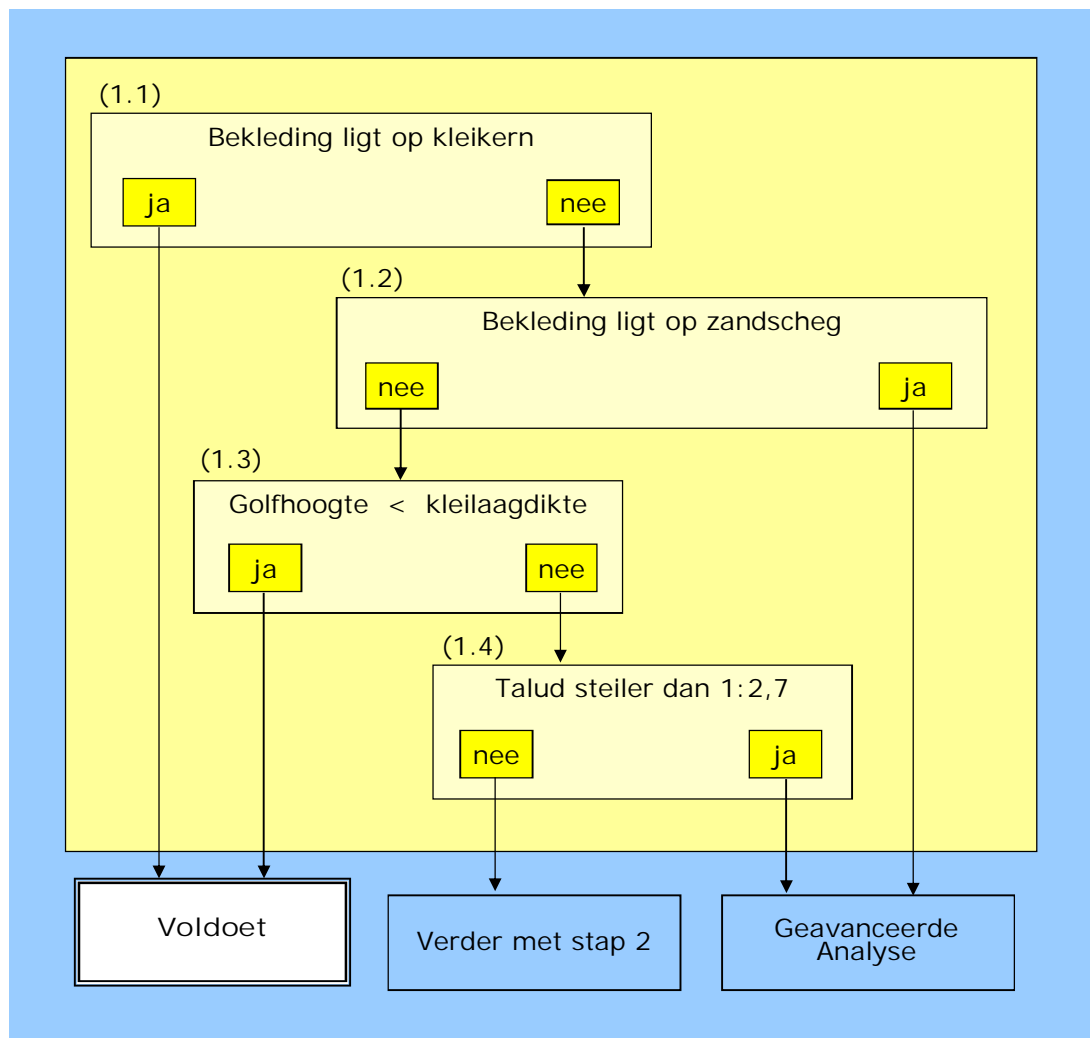 (1.1)
Bekleding ligt op kleikern
ja
nee
(1.2)
Bekleding ligt op zandscheg
nee
ja
(1.3)
Golfhoogte < kleilaagdikte
ja
nee
(1.4)
Talud steiler dan 1:2,7
nee
ja
Voldoet
Verder met stap 2
Geavanceerde
Analyse